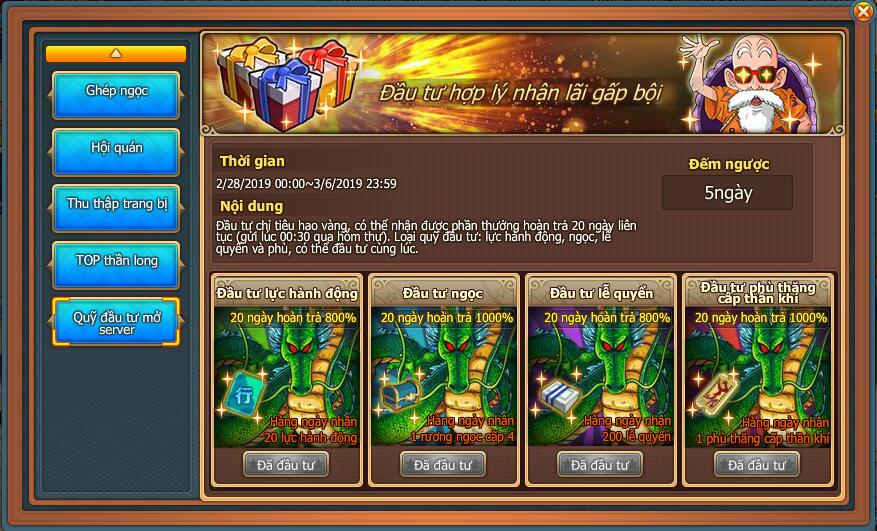 Ghép ngọc
Hội quán
Thu thập trang bị
TOP thần long
Quỹ đầu tư mở
server
Đầu tư hợp lý nhận lãi gấp bội
Thời gian
2/28/2019 00:00~3/6/2019 23:59
Đếm ngược
5ngày
Nội dung
Đầu tư chỉ tiêu hao vàng, có thể nhận được phần thưởng hoàn trả 20 ngày liên
tục (gửi lúc 00:30 qua hòm thư). Loại quỹ đầu tư: lực hành động, ngọc, lễ
quyển và phù, có thể đầu tư cùng lúc.
Đầu tư lực hành động
20 ngày hoàn trả 800%
行
Hàng ngày nhận
20 lực hành động
Đã đầu tư
Đầu tư ngọc
20 ngày hoàn trả 1000%
Hàng ngày nhận
1 rương ngọc cấp 4
Đã đầu tư
Đầu tư lễ quyển
20 ngày hoàn trả 800%
Hàng ngày nhận
200 lễ quyển
Đã đầu tư
Đầu tư phù thăng
cấp thần khí
20 ngày hoàn trả 1000%
Hàng ngày nhận
1 phù thăng cấp thần khí
Đã đầu tư